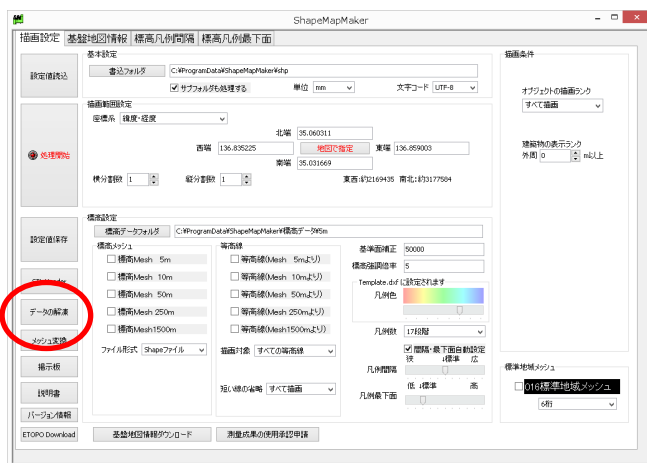 ShapeMapMaker
描画設定 基盤地図情報 標高凡例間隔 標高凡例最下面
設定値読込
処理開始
設定値保存
データの解凍
メッシュ変換
掲示板
説明書
バージョン情報
ETOPO Download
基本設定
書込フォルダ C:¥ProgramData¥ShapeMapMaker¥shp
サブフォルダも処理する 単位 mm 文字コード UTF-8
描画範囲設定
座標系 緯度・経度
北端 35.060311
西端 136.835225 地図で指定 東端 136.859003
南端 35.031669
横分割数 1 縦分割数 1 東西:約2169435 南北:約3177584
標高設定
標高データフォルダ C:¥ProgramData¥ShapeMapMaker¥標高データ¥5m
標高メッシュ
標高Mesh 5m
標高Mesh 10m
標高Mesh 50m
標高Mesh 250m
標高Mesh1500m
ファイル形式 Shapeファイル
等高線
等高線(Mesh 5mより)
等高線(Mesh 10mより)
等高線(Mesh 50mより)
等高線(Mesh 250mより)
等高線(Mesh1500mより)
描画対象 すべての等高線
短い線の省略 すべて描画
基準面補正 50000
標高強調倍率 5
Template.dxfに設定されます
凡例色
凡例数 17段階
間隔・最下面自動設定
狭 ↓標準 広
凡例間隔
低 ↓標準 高
凡例最下面
基盤地図情報ダウンロード 測量成果の使用承認申請
描画条件
オブジェクトの描画ランク
すべて描画
建築物の表示ランク
外周 0 m以上
標準地域メッシュ
016標準地域メッシュ
6桁